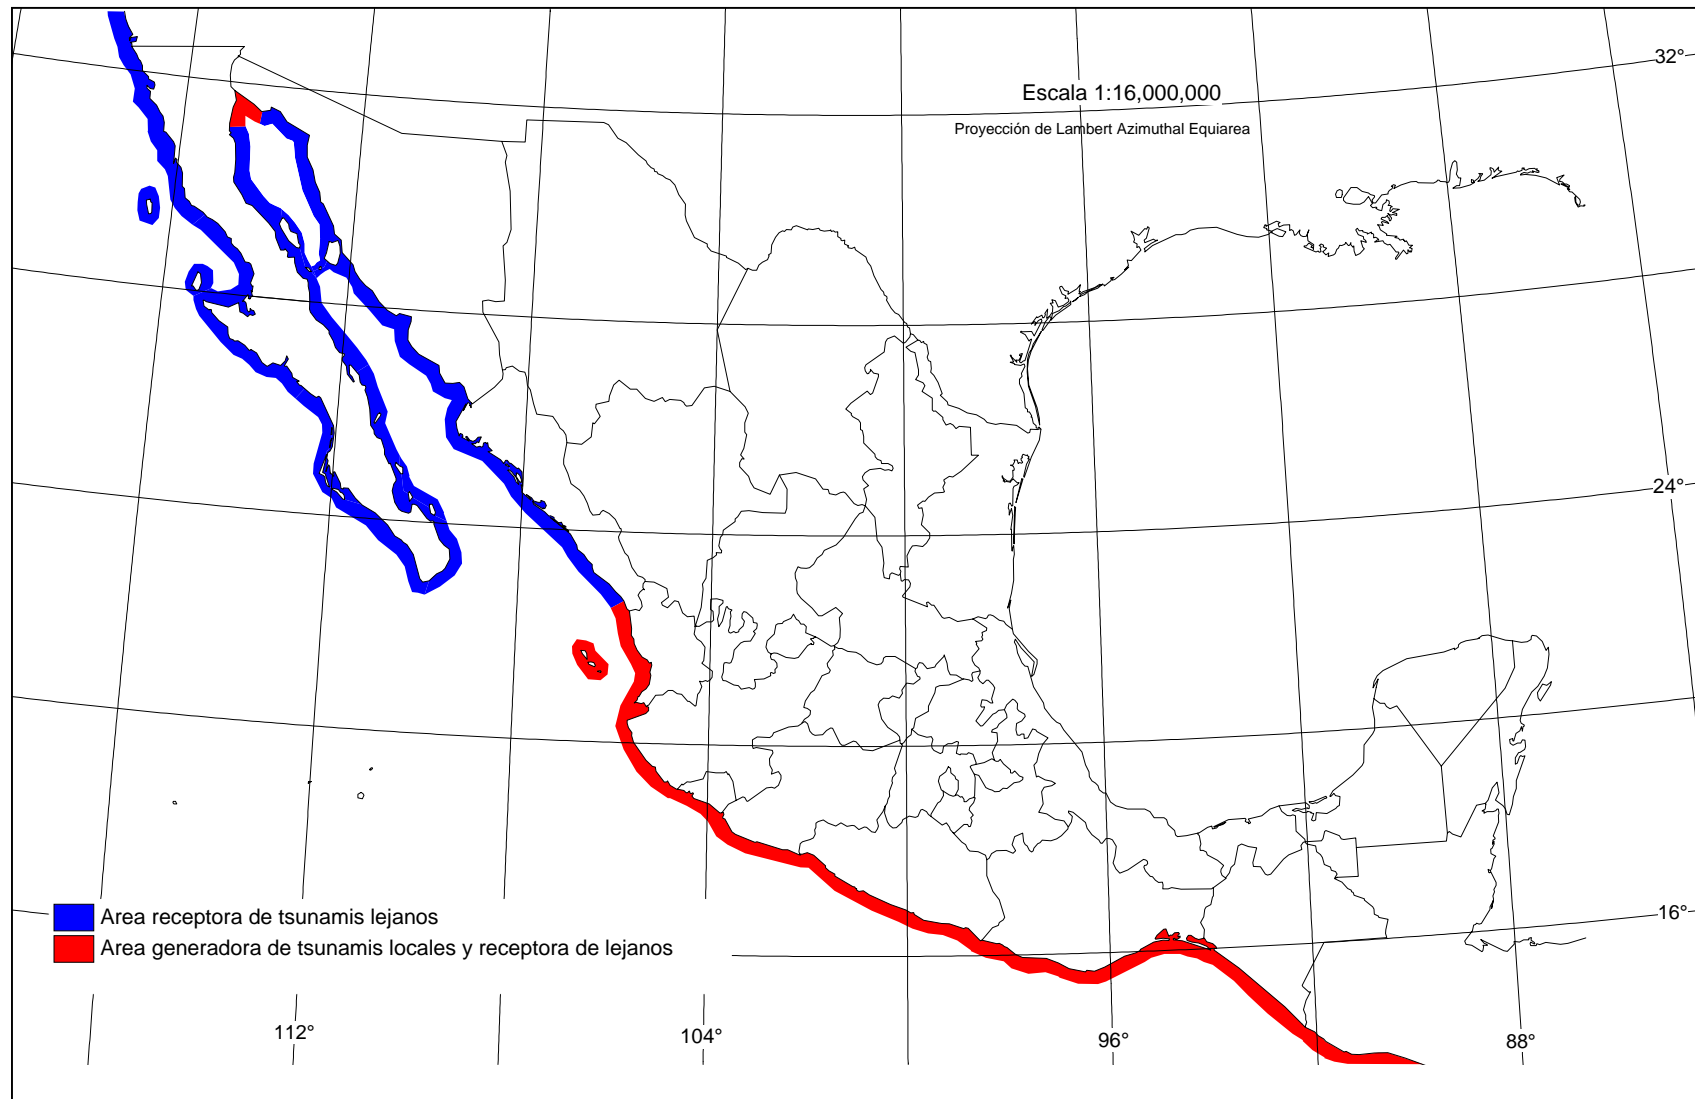 32°
Escala 1:16,000,000
Proyección de Lambert Azimuthal Equiarea
24°
Area receptora de tsunamis lejanos
16°
Area generadora de tsunamis locales y receptora de lejanos
112°
104°
96°
88°